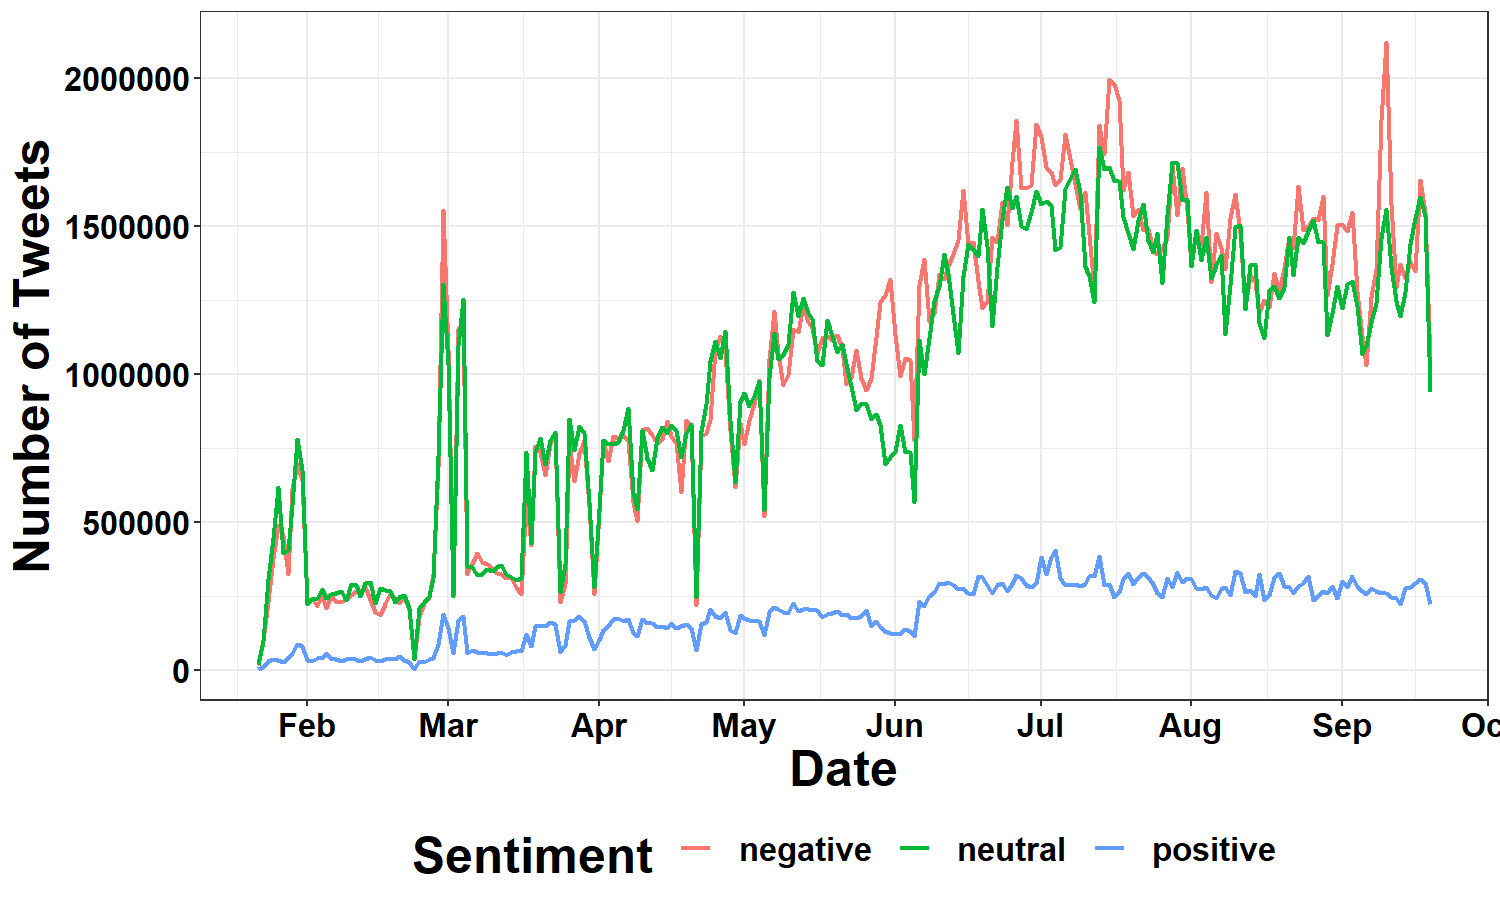 Number of Tweets
2000000
1500000
1000000
500000
0
Feb Mar Apr May Jun Jul Aug Sep Oc
Date
Sentiment negative neutral positive